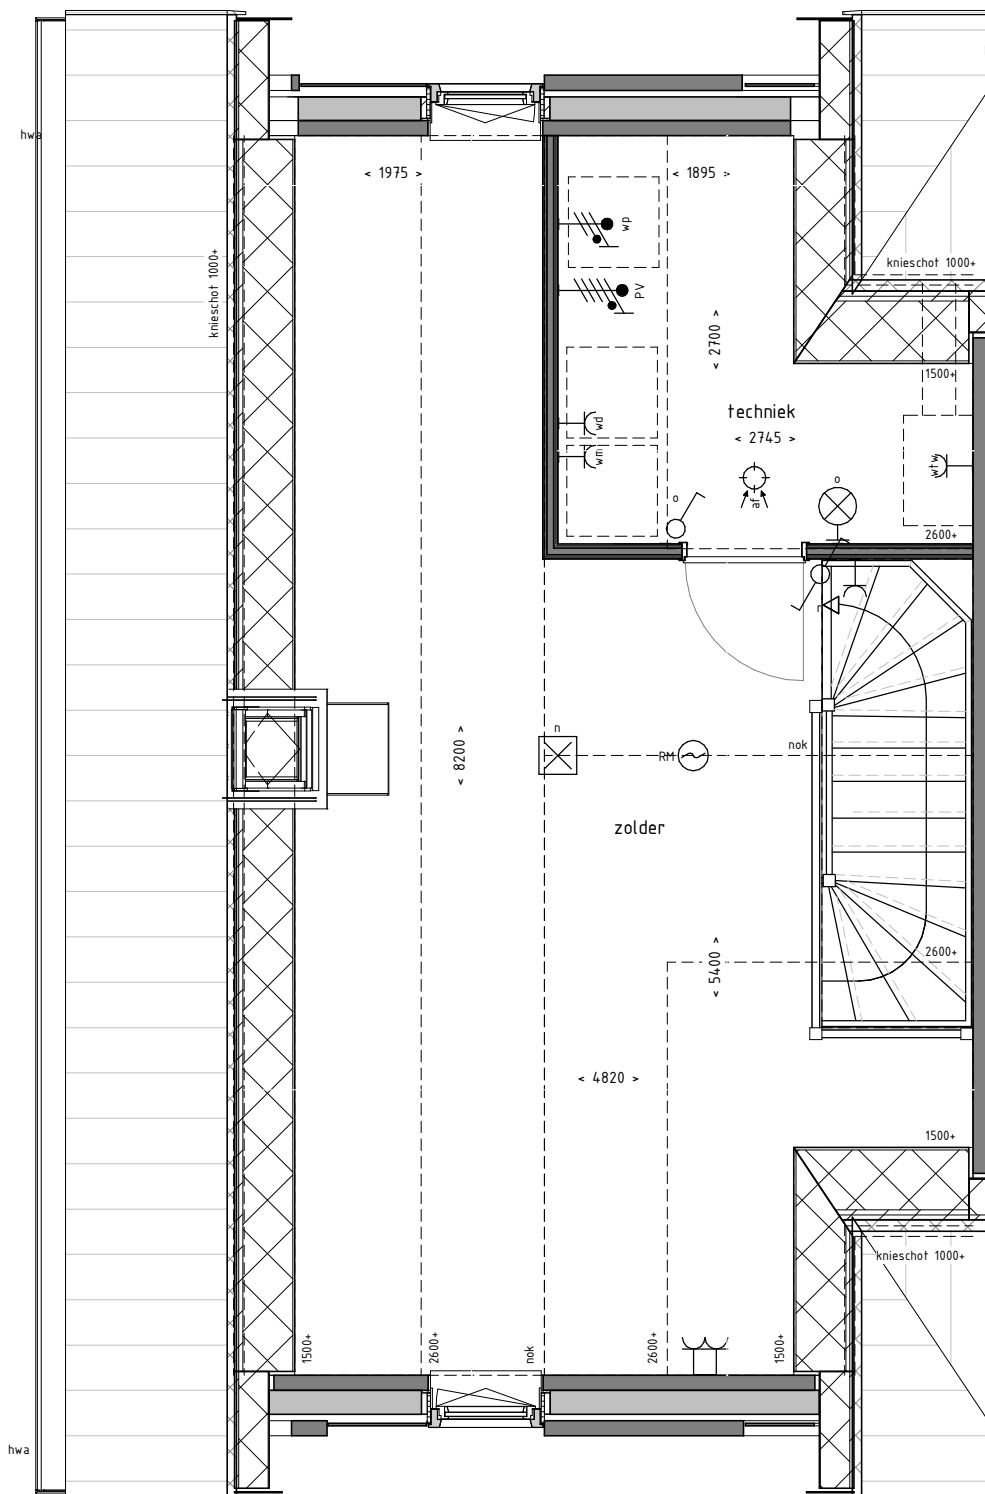 hwa
< 1975 >
< 1895 >
wp
PV
knieschot 1000+
knieschot 1000+
< 2700 >
1500+
techniek
< 2745 >
wd
wm
wtw
o
af
o
2600+
r
n
< 8200 >
RM
nok
zolder
2600+
< 5400 >
< 4820 >
1500+
knieschot 1000+
1500+
2600+
nok
2600+
1500+
hwa